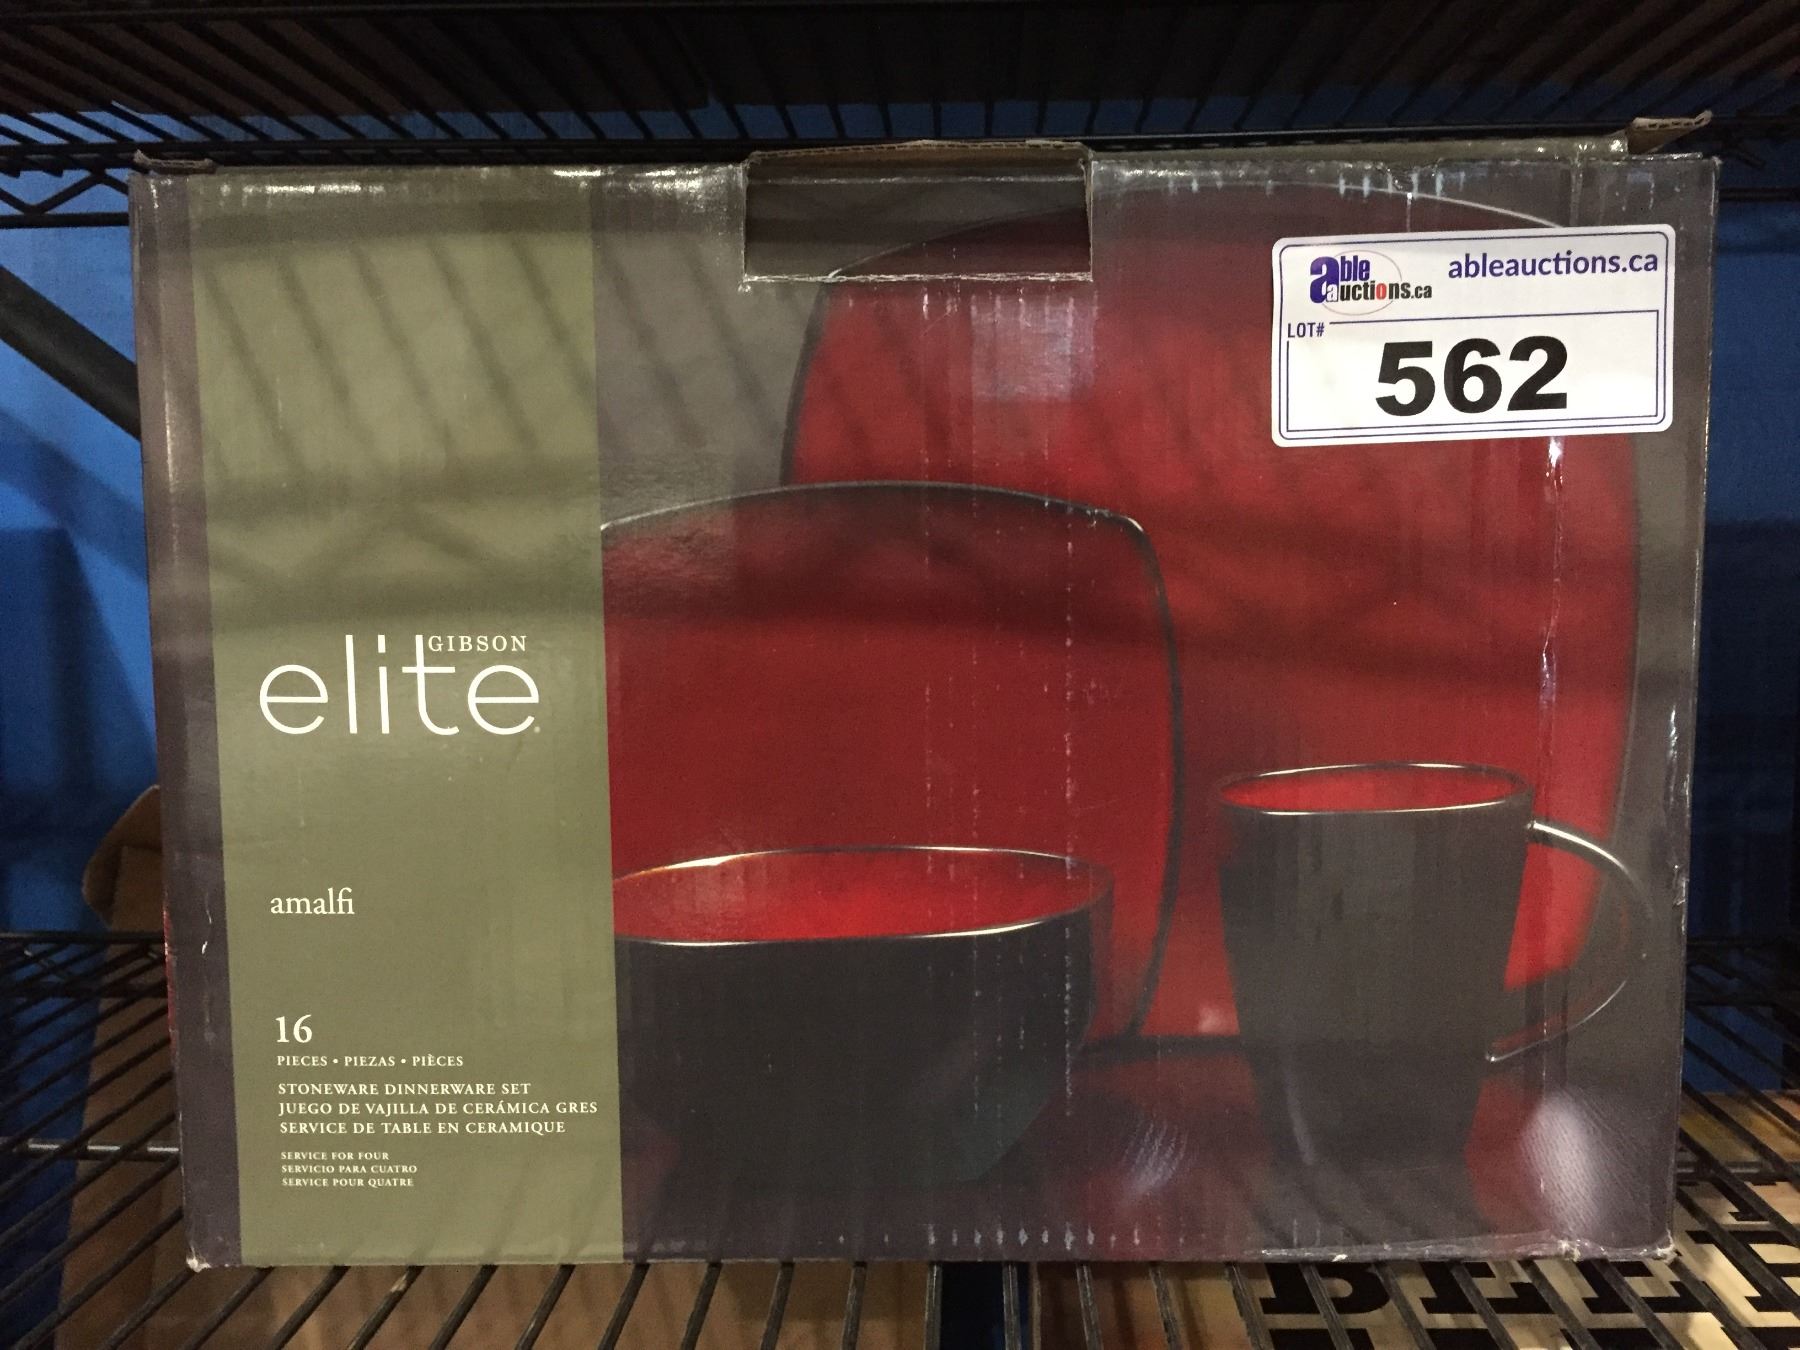 able auctions.ca
ableauctions.ca
LOT#
562
GIBSON
elite
amalfi
16
PIECES • PIEZAS • PIÈCES
STONEWARE DINNERWARE SET
JUEGO DE VAJILLA DE CERÁMICA GRES
SERVICE DE TABLE EN CERAMIQUE
SERVICE FOR FOUR
SERVICIO PARA CUATRO
SERVICE POUR QUATRE